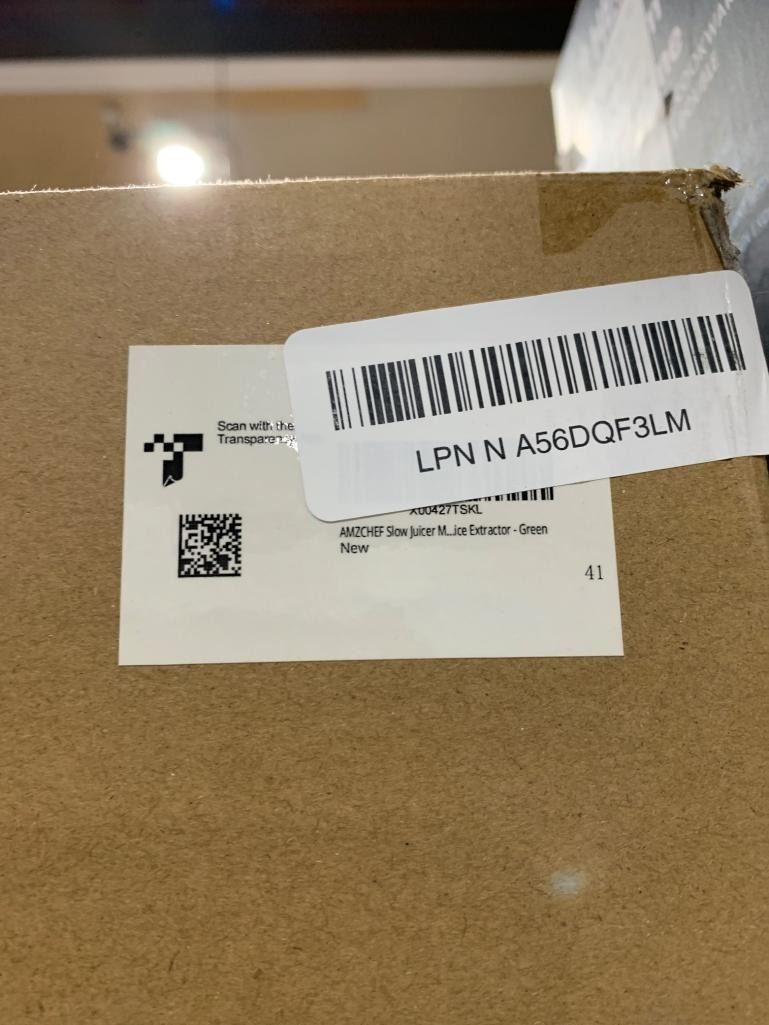 Scan with the
LPN N A56DQF3LM
X00427TSKL
AMZCHEF Slow Juicer M...ice Extractor - Green
New
41